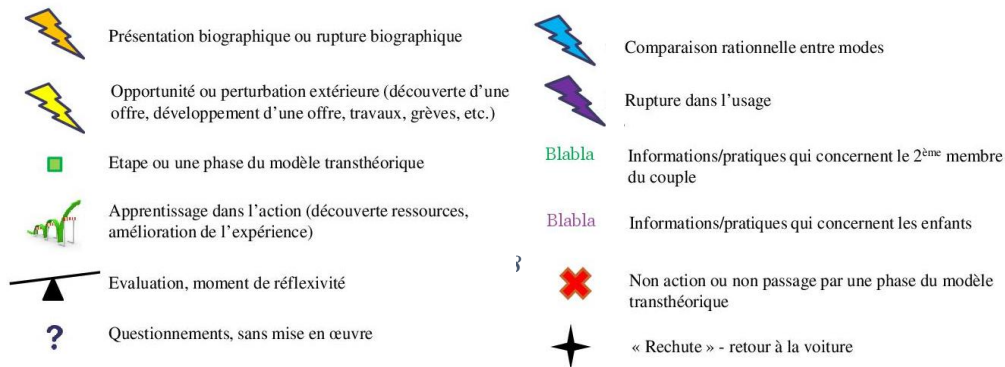 Présentation biographique ou rupture biographique
Opportunité ou perturbation extérieure (découverte d'une
offre, développement d'une offre, travaux, grèves, etc.)
Etape ou une phase du modèle transthéorique
Apprentissage dans l'action (découverte ressources,
amélioration de l'expérience)
Evaluation, moment de réflexivité
?
Questionnements, sans mise en œuvre
Comparaison rationnelle entre modes
Rupture dans l'usage
Blabla
Informations/pratiques qui concernent le 2ème membre
du couple
Blabla
Informations/pratiques qui concernent les enfants
Non action ou non passage par une phase du modèle
transthéorique
« Rechute » - retour à la voiture